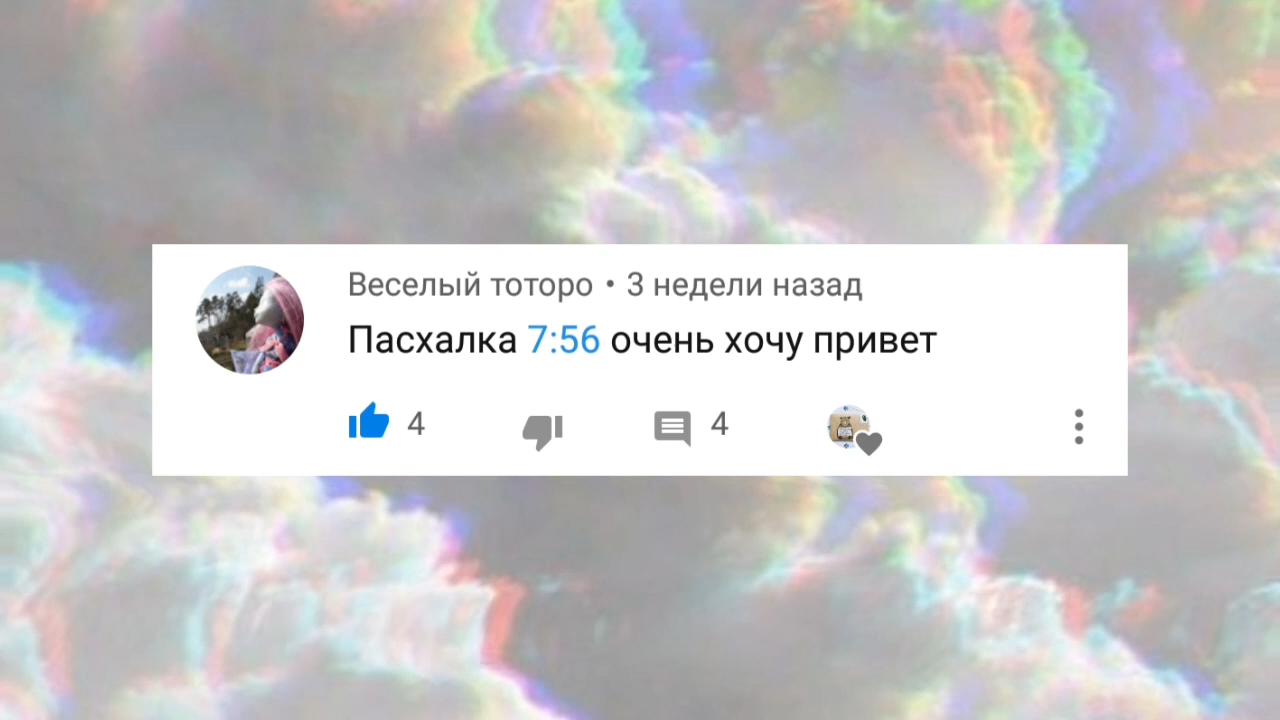 Веселый тоторо • 3 недели назад
Пасхалка 7:56 очень хочу привет
4 4